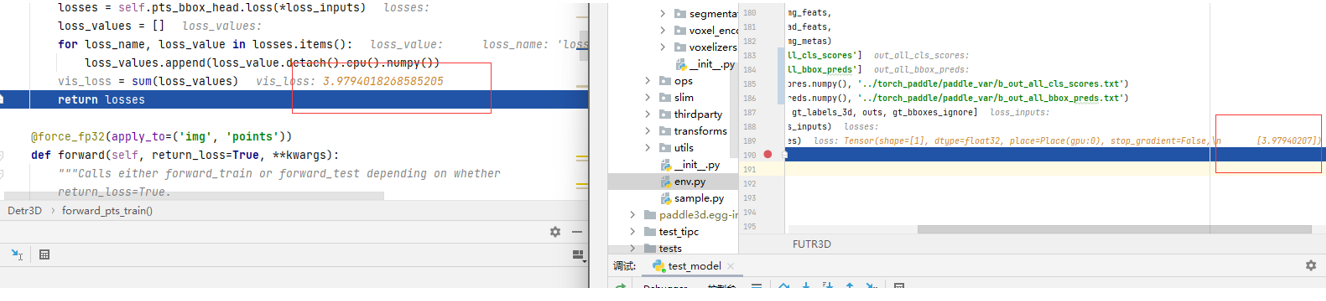 losses = self.pts_bbox_head.loss(*loss_inputs) losses:
loss_values = [] loss_values:
for loss_name, loss_value in losses.items(): loss_value: loss_name: 'los
loss_values.append(loss_value.detach().cpu().numpy())
vis_loss = sum(loss_values) vis_loss: 3.9794018268585205
return losses
@force_fp32(apply_to=('img', 'points'))
def forward(self, return_loss=True, **kwargs):
"""Calls either forward_train or forward_test depending on whether
return_loss=True.
Detr3D > forward_pts_train()
segmenta
voxel_enco
voxelizers
__init__.py
ops
slim
thirdparty
transforms
utils
__init__.py
env.py
sample.py
paddle3d.egg-in
test_tipc
tests
180 mg_feats,
181 ad_feats,
182 mg_metas)
183 ll_cls_scores'] out_all_cls_scores:
184 ll_bbox_preds'] out_all_bbox_preds:
185 ores.numpy(), '../torch_paddle/paddle_var/b_out_all_cls_scores.txt')
186 reds.numpy(), '../torch_paddle/paddle_var/b_out_all_bbox_preds.txt')
187 gt_labels_3d, outs, gt_bboxes_ignore] loss_inputs:
188 s_inputs) losses:
189 es) loss: Tensor(shape=[1], dtype=float32, place=Place(gpu:0), stop_gradient=False,\n [3.97940207])
190
191
192
193
194
195
FUTR3D
调试: test_model
Debugger 控制台